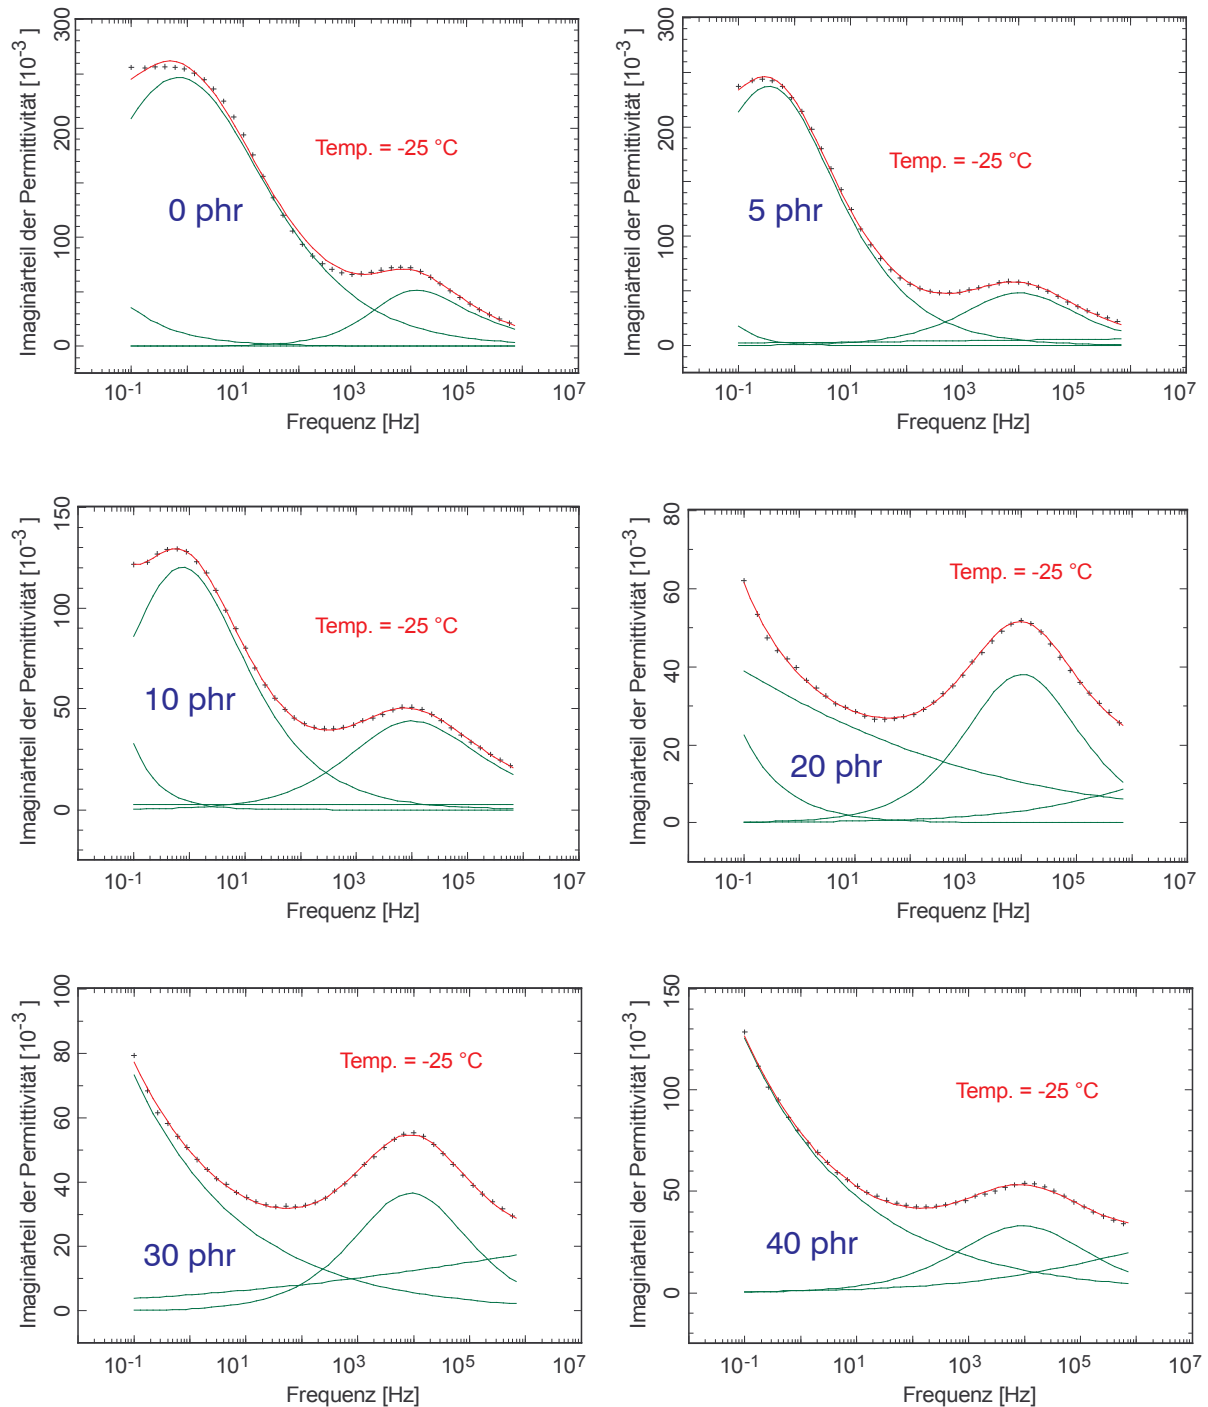 Imaginärteil der Permittivität [10-3 ]
300
200
100
0
Temp. = -25 °C
0 phr
10-1 101 103 105 107
Frequenz [Hz]
Imaginärteil der Permittivität [10-3 ]
300
200
100
0
Temp. = -25 °C
5 phr
10-1 101 103 105 107
Frequenz [Hz]
Imaginärteil der Permittivität [10-3 ]
150
100
50
0
Temp. = -25 °C
10 phr
10-1 101 103 105 107
Frequenz [Hz]
Imaginärteil der Permittivität [10-3 ]
80
60
40
20
0
Temp. = -25 °C
20 phr
10-1 101 103 105 107
Frequenz [Hz]
Imaginärteil der Permittivität [10-3 ]
100
80
60
40
20
0
Temp. = -25 °C
30 phr
10-1 101 103 105 107
Frequenz [Hz]
Imaginärteil der Permittivität [10-3 ]
150
100
50
0
Temp. = -25 °C
40 phr
10-1 101 103 105 107
Frequenz [Hz]